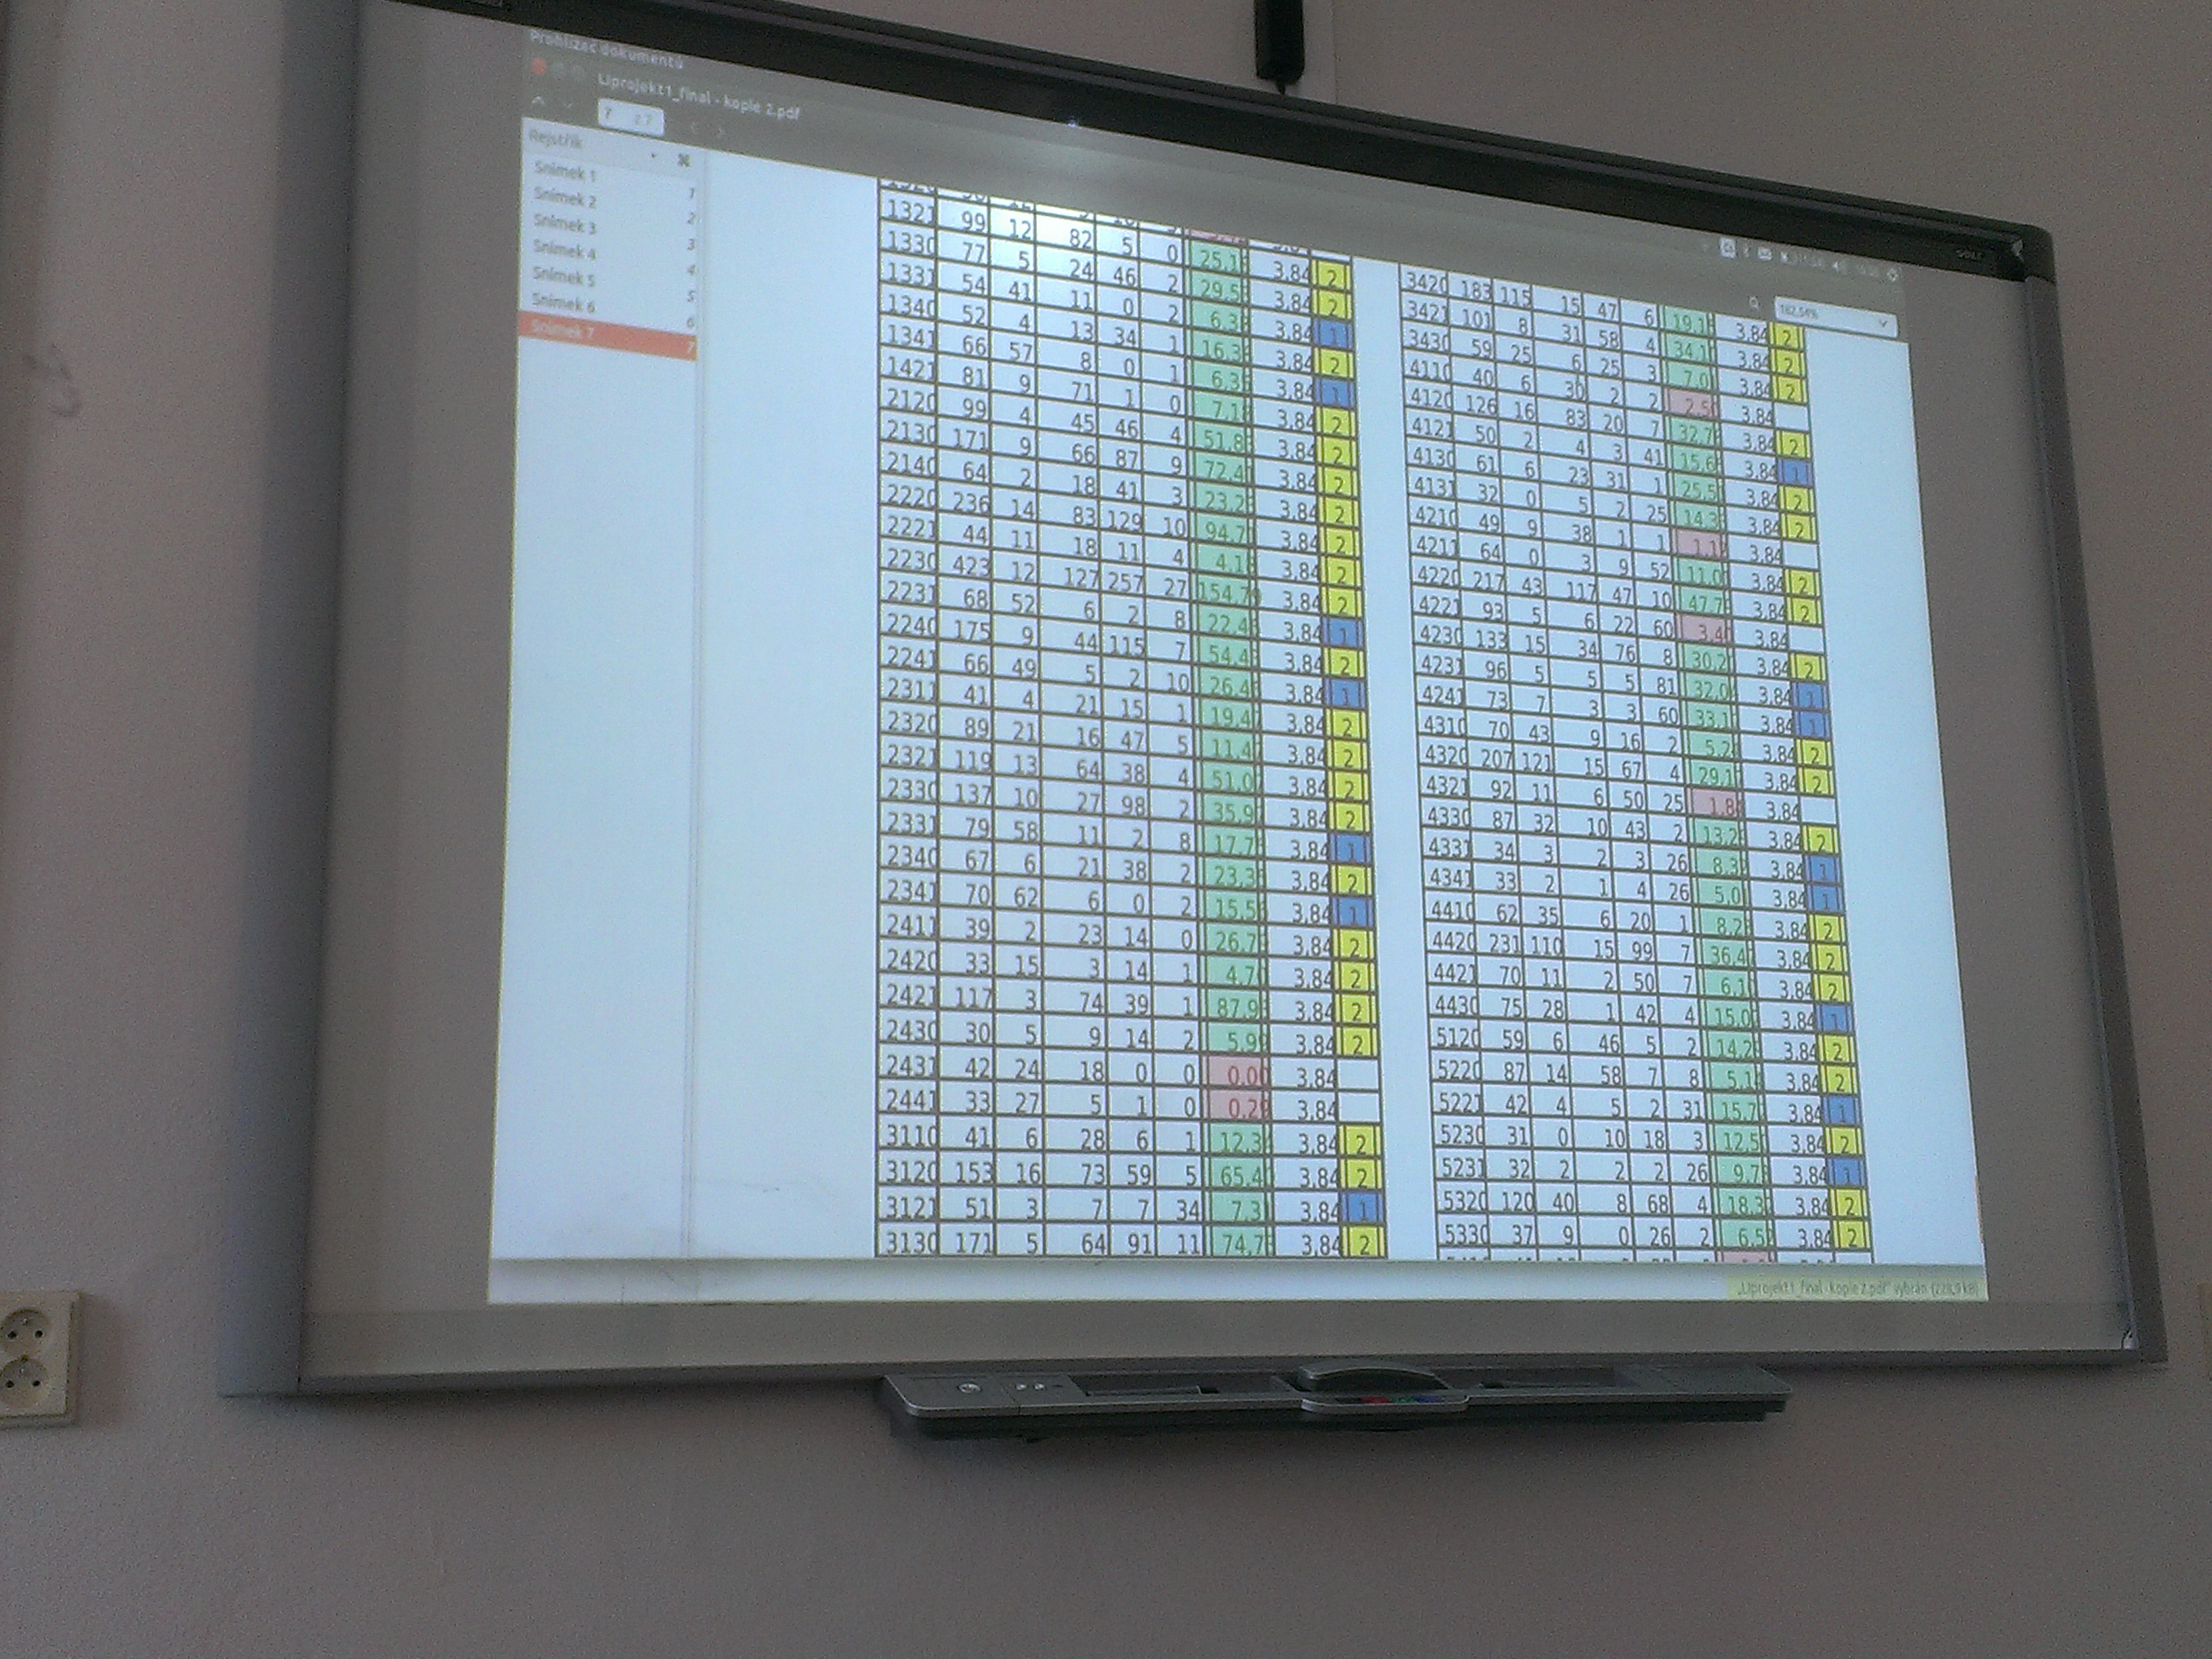 Prohlížeč dokumentů
LIprojekt1_final - kopie 2.pdf
7 z 7
182,54%
Rejstřík
Snímek 1 1
Snímek 2 2
Snímek 3 3
Snímek 4 4
Snímek 5 5
Snímek 6 6
Snímek 7 7
1321 99 12 82 5 0
1330 77 5 24 46 2 25,1 3,84 2
1331 54 41 11 0 2 29,5 3,84 2
1340 52 4 13 34 1 6,3 3,84 1
1341 66 57 8 0 1 16,3 3,84 2
1421 81 9 71 1 0 6,3 3,84 1
2120 99 4 45 46 4 7,1 3,84 2
2130 171 9 66 87 9 51,8 3,84 2
2140 64 2 18 41 3 72,4 3,84 2
2220 236 14 83 129 10 23,2 3,84 2
2221 44 11 18 11 4 94,7 3,84 2
2230 423 12 127 257 27 4,1 3,84 2
2231 68 52 6 2 8 154,7 3,84 2
2240 175 9 44 115 7 22,4 3,84 1
2241 66 49 5 2 10 54,4 3,84 2
2311 41 4 21 15 1 26,4 3,84 1
2320 89 21 16 47 5 19,4 3,84 2
2321 119 13 64 38 4 11,4 3,84 2
2330 137 10 27 98 2 51,0 3,84 2
2331 79 58 11 2 8 35,9 3,84 2
2340 67 6 21 38 2 17,7 3,84 1
2341 70 62 6 0 2 23,3 3,84 2
2411 39 2 23 14 0 15,5 3,84 1
2420 33 15 3 14 1 26,7 3,84 2
2421 117 3 74 39 1 4,7 3,84 2
2430 30 5 9 14 2 87,9 3,84 2
2431 42 24 18 0 0 5,9 3,84 2
2441 33 27 5 1 0 0,00 3,84
3110 41 6 28 6 1 0,2 3,84
3120 153 16 73 59 5 12,3 3,84 2
3121 51 3 7 7 34 65,4 3,84 2
3130 171 5 64 91 11 7,3 3,84 1
74,7 3,84 2
3420 183 115 15 47 6 19,1 3,84 2
3421 101 8 31 58 4 34,1 3,84 2
3430 59 25 6 25 3 7,0 3,84 2
4110 40 6 30 2 2 2,5 3,84
4120 126 16 83 20 7 32,7 3,84 2
4121 50 2 4 3 41 15,6 3,84 1
4130 61 6 23 31 1 25,5 3,84 2
4131 32 0 5 2 25 14,3 3,84 2
4210 49 9 38 1 1 1,1 3,84
4211 64 0 3 9 52 11,0 3,84 2
4220 217 43 117 47 10 47,7 3,84 2
4221 93 5 6 22 60 3,4 3,84
4230 133 15 34 76 8 30,2 3,84 2
4231 96 5 5 5 81 32,0 3,84 1
4241 73 7 3 3 60 33,1 3,84 1
4310 70 43 9 16 2 5,2 3,84 2
4320 207 121 15 67 4 29,1 3,84 2
4321 92 11 6 50 25 1,8 3,84
4330 87 32 10 43 2 13,2 3,84 2
4331 34 3 2 3 26 8,3 3,84 1
4341 33 2 1 4 26 5,0 3,84 1
4410 62 35 6 20 1 8,2 3,84 2
4420 231 110 15 99 7 36,4 3,84 2
4421 70 11 2 50 7 6,1 3,84 2
4430 75 28 1 42 4 15,0 3,84 1
5120 59 6 46 5 2 14,2 3,84 2
5220 87 14 58 7 8 5,1 3,84 2
5221 42 4 5 2 31 15,7 3,84 1
5230 31 0 10 18 3 12,5 3,84 2
5231 32 2 2 2 26 9,7 3,84 1
5320 120 40 8 68 4 18,3 3,84 2
5330 37 9 0 26 2 6,5 3,84 2
„LIprojekt1_final - kopie 2.pdf“ vybrán (228,9 kB)